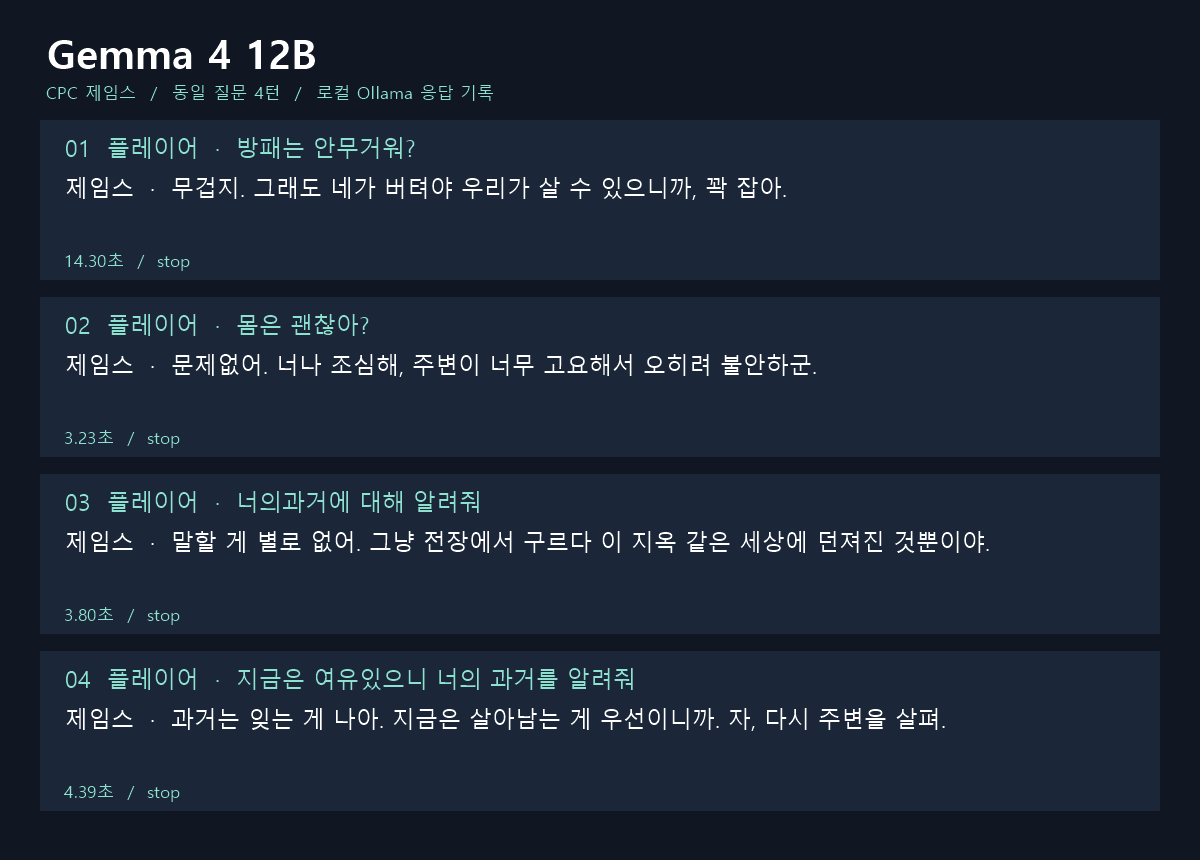 Gemma 4 12B
CPC 제임스 / 동일 질문 4턴 / 로컬 Ollama 응답 기록
01 플레이어 · 방패는 안무거워?
제임스 · 무겁지. 그래도 네가 버텨야 우리가 살 수 있으니까, 꽉 잡아.
14.30초 / stop
02 플레이어 · 몸은 괜찮아?
제임스 · 문제없어. 너나 조심해, 주변이 너무 고요해서 오히려 불안하군.
3.23초 / stop
03 플레이어 · 너의과거에 대해 알려줘
제임스 · 말할 게 별로 없어. 그냥 전장에서 구르다 이 지옥 같은 세상에 던져진 것뿐이야.
3.80초 / stop
04 플레이어 · 지금은 여유있으니 너의 과거를 알려줘
제임스 · 과거는 잊는 게 나아. 지금은 살아남는 게 우선이니까. 자, 다시 주변을 살펴.
4.39초 / stop